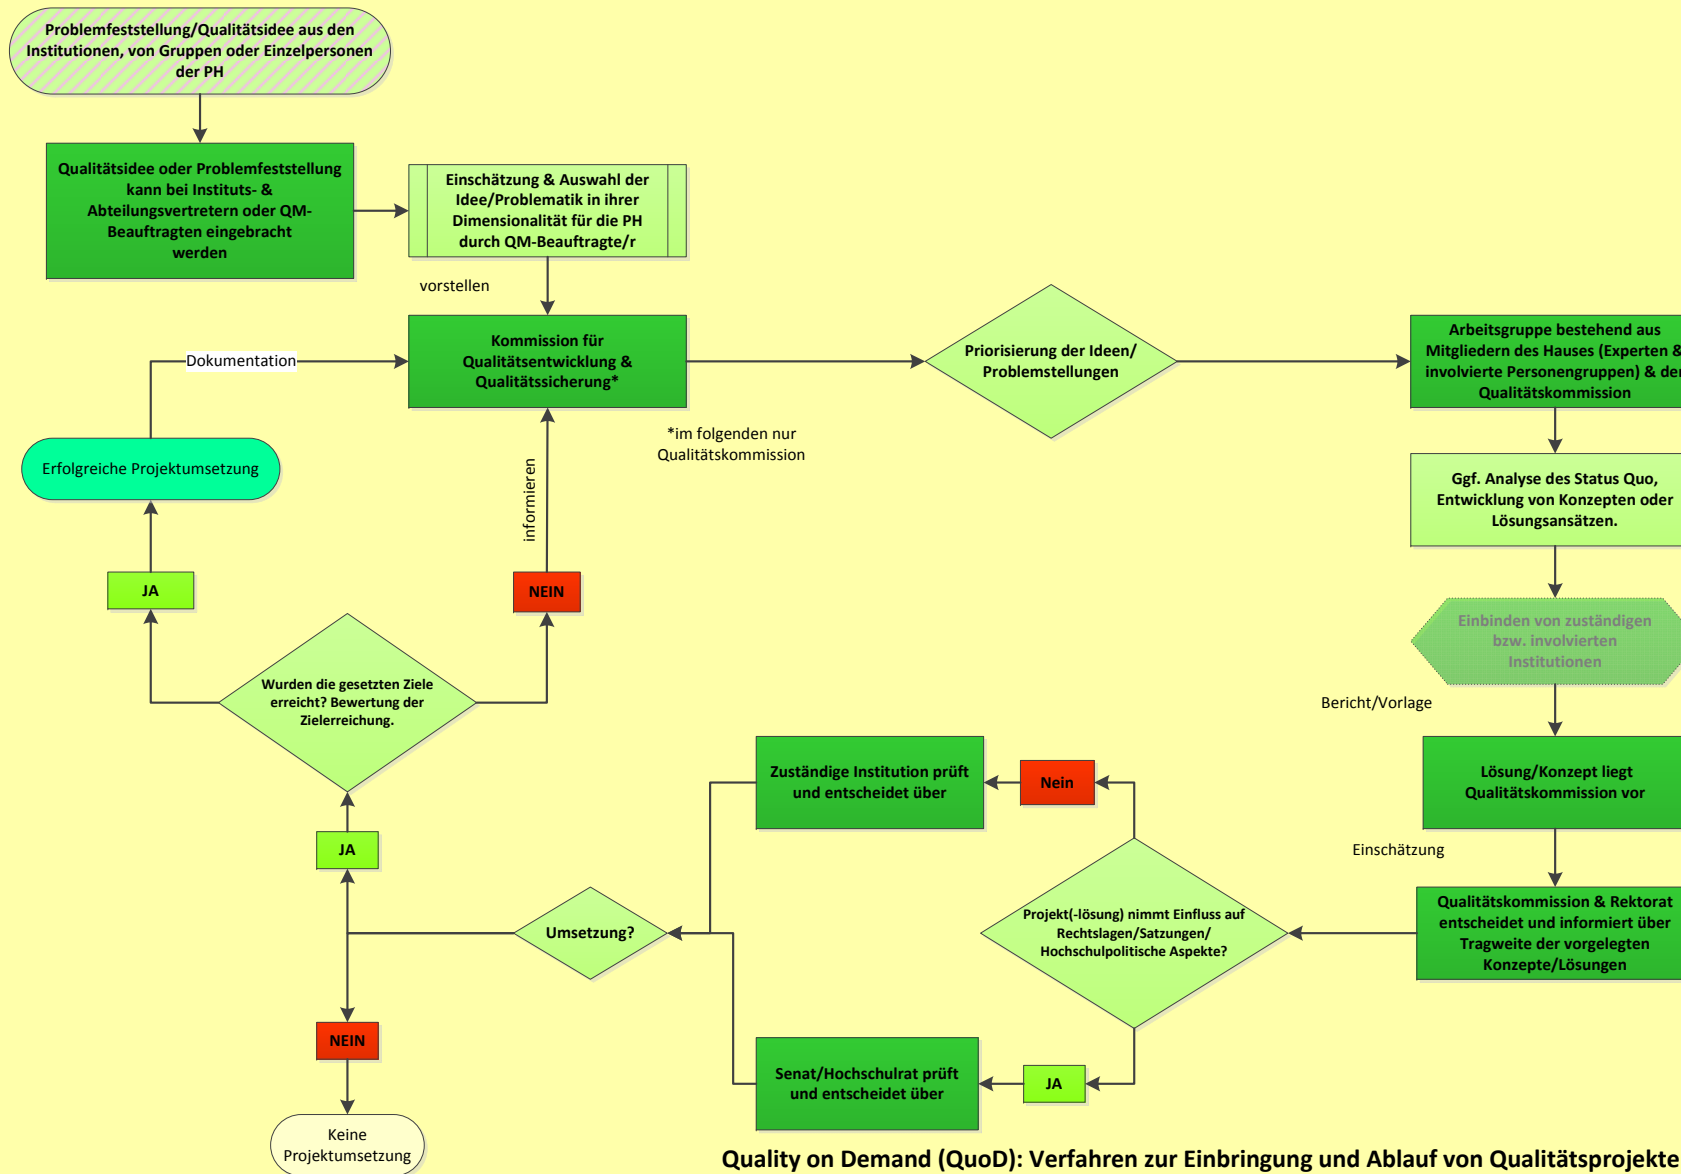 Problemfeststellung/Qualitätsidee aus den
Institutionen, von Gruppen oder Einzelpersonen
der PH
Qualitätsidee oder Problemfeststellung
kann bei Instituts- &
Abteilungsvertretern oder QM-
Beauftragten eingebracht
werden
Einschätzung & Auswahl der
Idee/Problematik in ihrer
Dimensionalität für die PH
durch QM-Beauftragte/r
vorstellen
Kommission für
Qualitätsentwicklung &
Qualitätssicherung*
*im folgenden nur
Qualitätskommission
Priorisierung der Ideen/
Problemstellungen
Arbeitsgruppe bestehend aus
Mitgliedern des Hauses (Experten &
involvierte Personengruppen) & der
Qualitätskommission
Ggf. Analyse des Status Quo,
Entwicklung von Konzepten oder
Lösungsansätzen.
Einbinden von zuständigen
bzw. involvierten
Institutionen
Bericht/Vorlage
Lösung/Konzept liegt
Qualitätskommission vor
Einschätzung
Qualitätskommission & Rektorat
entscheidet und informiert über
Tragweite der vorgelegten
Konzepte/Lösungen
Projekt(-lösung) nimmt Einfluss auf
Rechtslagen/Satzungen/
Hochschulpolitische Aspekte?
Nein
Zuständige Institution prüft
und entscheidet über
JA
Senat/Hochschulrat prüft
und entscheidet über
Umsetzung?
JA
NEIN
Keine
Projektumsetzung
Wurden die gesetzten Ziele
erreicht? Bewertung der
Zielerreichung.
JA
NEIN
informieren
Erfolgreiche Projektumsetzung
Dokumentation
Quality on Demand (QuoD): Verfahren zur Einbringung und Ablauf von Qualitätsprojekte